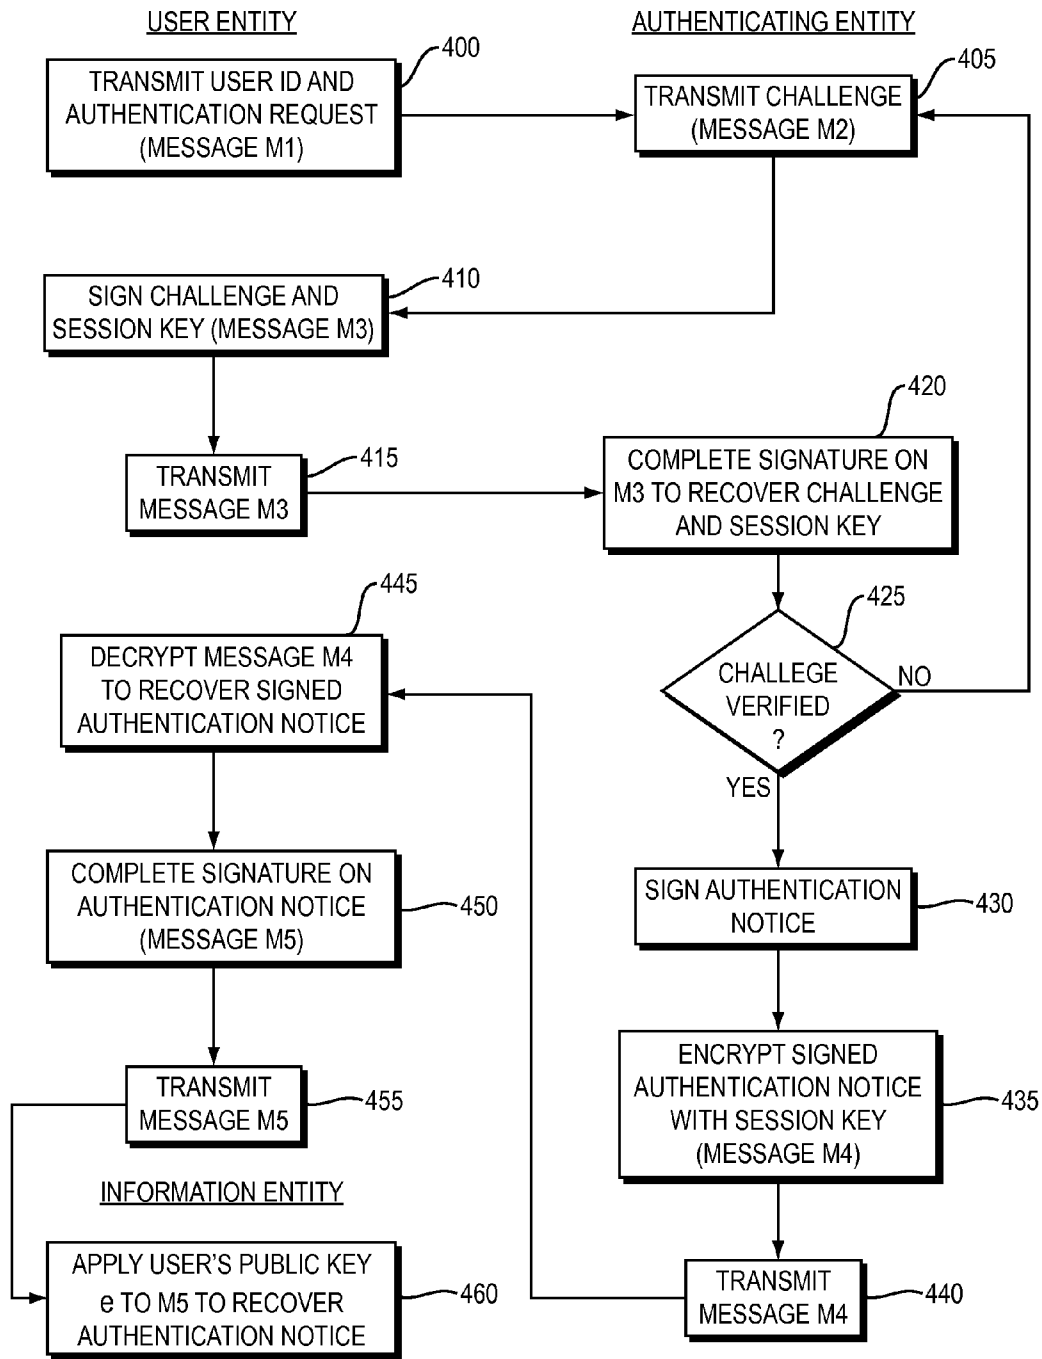 USER ENTITY
AUTHENTICATING ENTITY
400
TRANSMIT USER ID AND
AUTHENTICATION REQUEST
(MESSAGE M1)
405
TRANSMIT CHALLENGE
(MESSAGE M2)
410
SIGN CHALLENGE AND
SESSION KEY (MESSAGE M3)
415
TRANSMIT
MESSAGE M3
420
COMPLETE SIGNATURE ON
M3 TO RECOVER CHALLENGE
AND SESSION KEY
425
CHALLEGE
VERIFIED
?
NO
YES
445
DECRYPT MESSAGE M4
TO RECOVER SIGNED
AUTHENTICATION NOTICE
COMPLETE SIGNATURE ON
AUTHENTICATION NOTICE
(MESSAGE M5)
450
SIGN AUTHENTICATION
NOTICE
430
ENCRYPT SIGNED
AUTHENTICATION NOTICE
WITH SESSION KEY
(MESSAGE M4)
435
TRANSMIT
MESSAGE M5
455
INFORMATION ENTITY
APPLY USER'S PUBLIC KEY
e TO M5 TO RECOVER
AUTHENTICATION NOTICE
460
TRANSMIT
MESSAGE M4
440